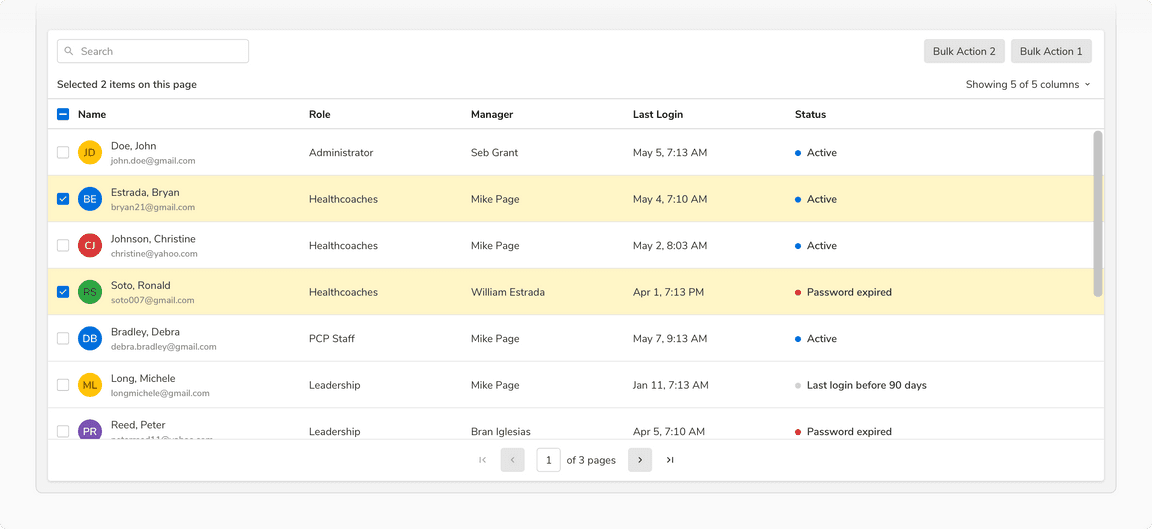 Search
Bulk Action 2 Bulk Action 1
Selected 2 items on this page
Showing 5 of 5 columns
Name Role Manager Last Login Status
JD Doe, John Administrator Seb Grant May 5, 7:13 AM Active
john.doe@gmail.com
BE Estrada, Bryan Healthcoaches Mike Page May 4, 7:10 AM Active
bryan21@gmail.com
CJ Johnson, Christine Healthcoaches Mike Page May 2, 8:03 AM Active
christine@yahoo.com
RS Soto, Ronald Healthcoaches William Estrada Apr 1, 7:13 PM Password expired
soto007@gmail.com
DB Bradley, Debra PCP Staff Mike Page May 7, 9:13 AM Active
debra.bradley@gmail.com
ML Long, Michele Leadership Mike Page Jan 11, 7:13 AM Last login before 90 days
longmichele@gmail.com
PR Reed, Peter Leadership Bran Iglesias Apr 5, 7:10 AM Password expired
1 of 3 pages